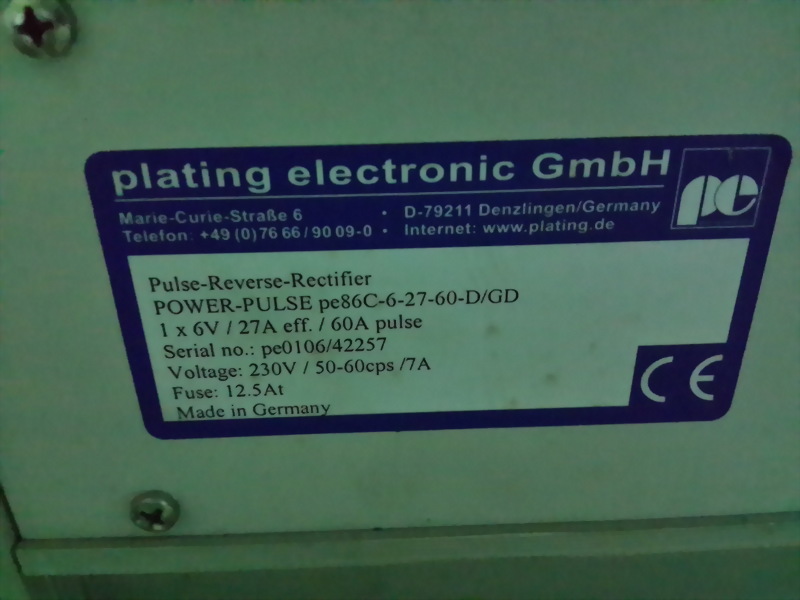 plating electronic GmbH
pe
Marie-Curie-Straße 6 • D-79211 Denzlingen/Germany
Telefon: +49 (0)76 66/90 09-0 • Internet: www.plating.de
Pulse-Reverse-Rectifier
POWER-PULSE pe86C-6-27-60-D/GD
1 x 6V / 27A eff. / 60A pulse
Serial no.: pe0106/42257
Voltage: 230V / 50-60cps /7A
Fuse: 12.5At
Made in Germany
CE